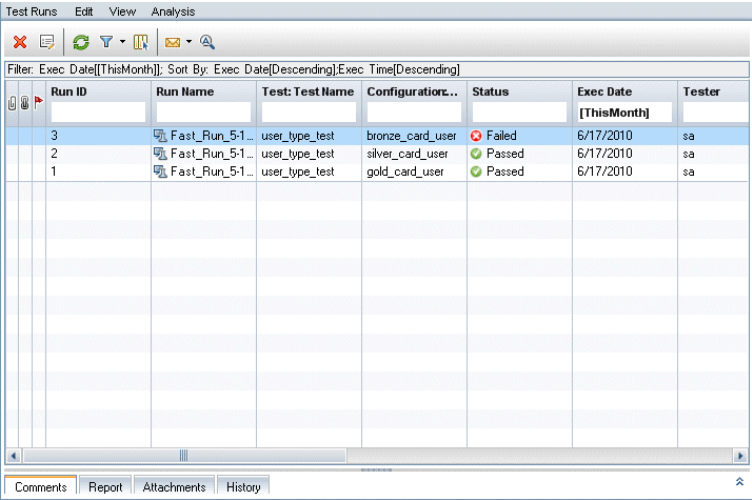 Test Runs Edit View Analysis
Filter: Exec Date[[ThisMonth]]; Sort By: Exec Date[Descending];Exec Time[Descending]
Run ID Run Name Test: Test Name Configuration:... Status Exec Date Tester
[ThisMonth]
3 Fast_Run_5-1... user_type_test bronze_card_user Failed 6/17/2010 sa
2 Fast_Run_5-1... user_type_test silver_card_user Passed 6/17/2010 sa
1 Fast_Run_5-1... user_type_test gold_card_user Passed 6/17/2010 sa
Comments Report Attachments History